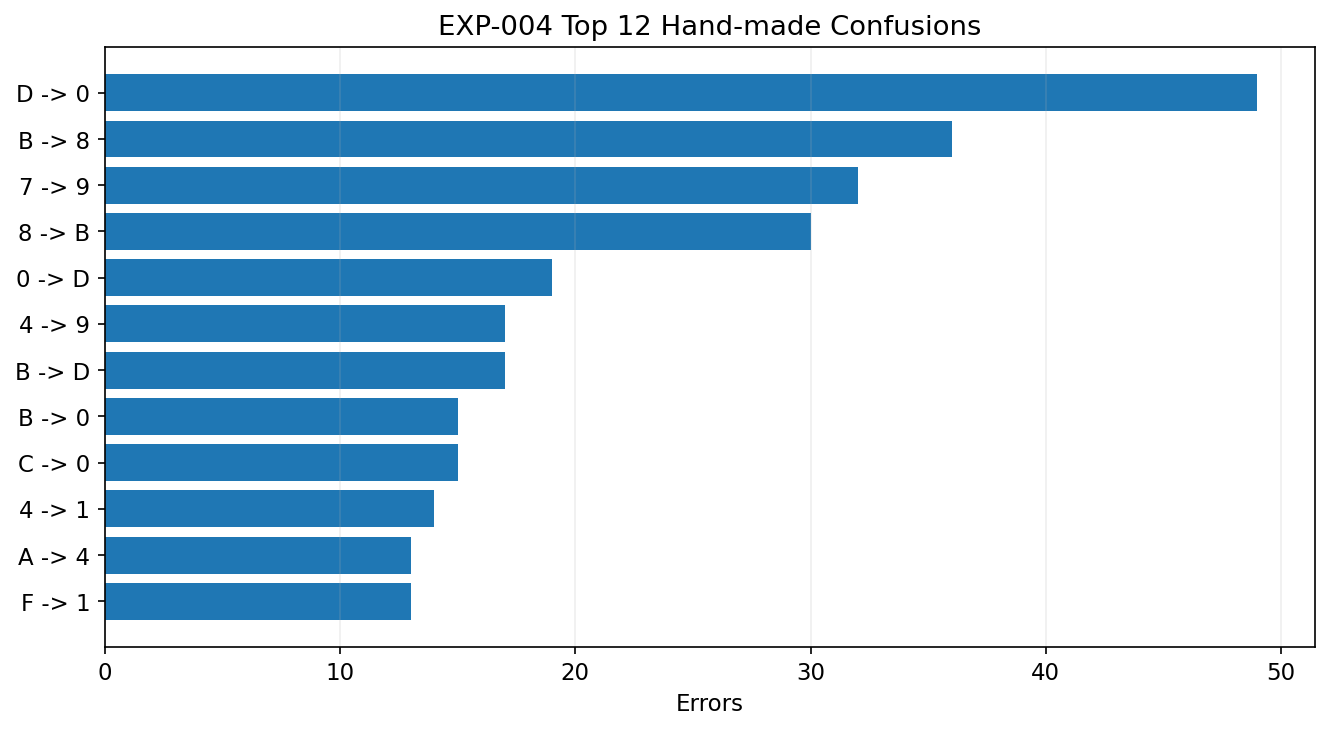 EXP-004 Top 12 Hand-made Confusions
D -> 0
B -> 8
7 -> 9
8 -> B
0 -> D
4 -> 9
B -> D
B -> 0
C -> 0
4 -> 1
A -> 4
F -> 1
0 10 20 30 40 50
Errors